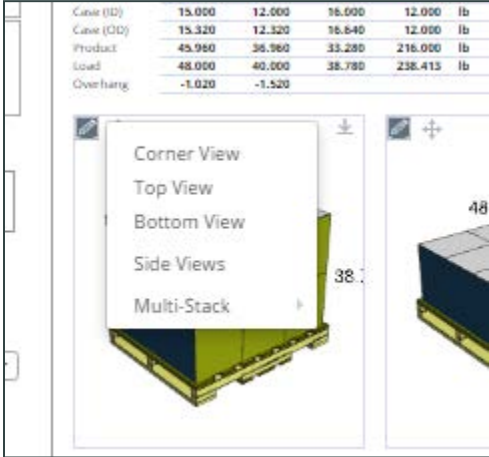 Case (ID) 15.000 12.000 16.000 12.000 lb
Case (OD) 15.320 12.320 16.640 12.000 lb
Product 45.960 36.960 33.280 216.000 lb
Load 48.000 40.000 38.780 238.413 lb
Overhang -1.020 -1.520
Corner View
Top View
Bottom View
Side Views
Multi-Stack
48
38.